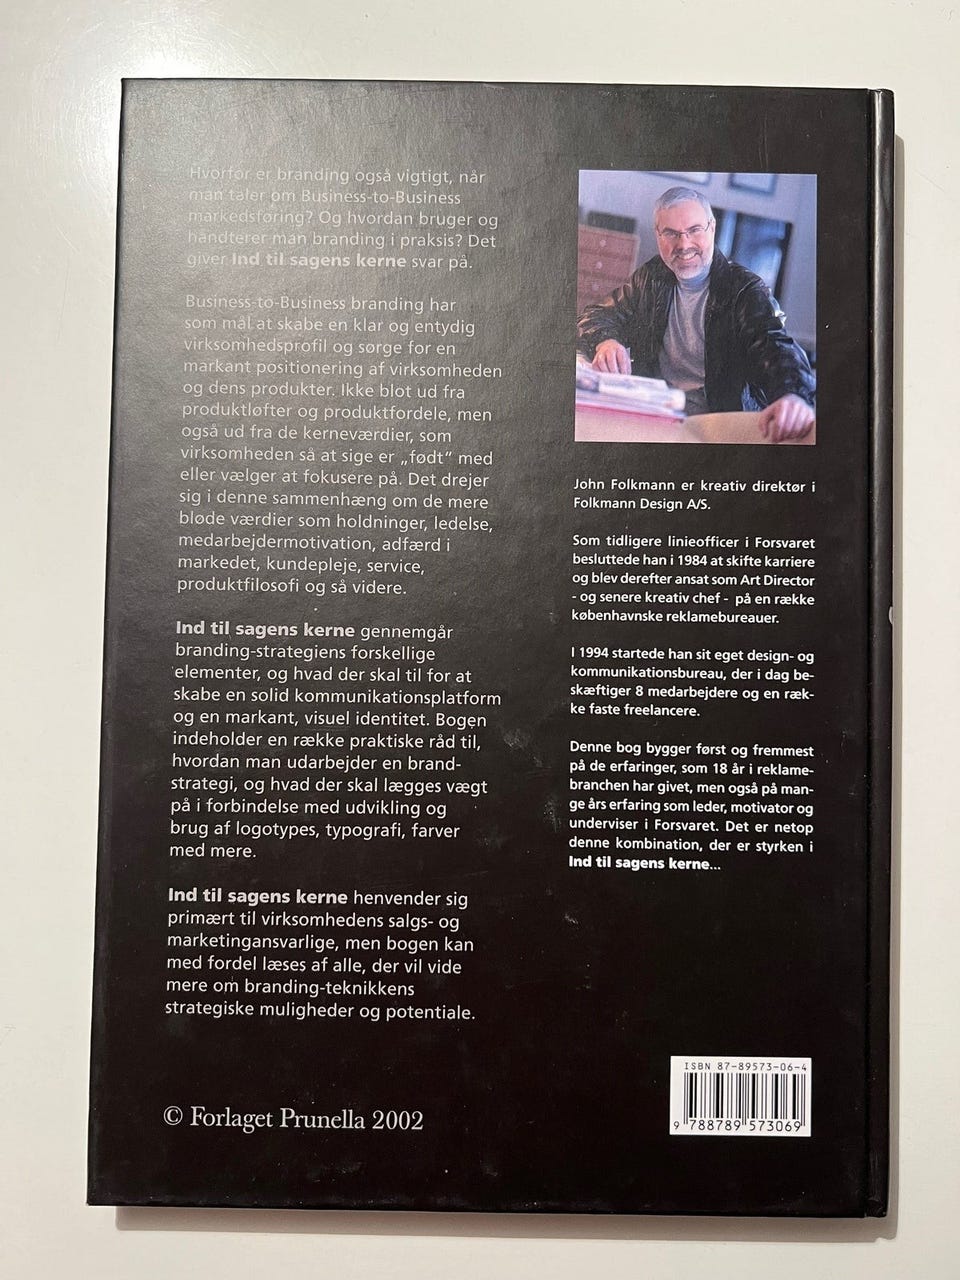 Hvorfor er branding også vigtigt, når
man taler om Business-to-Business
markedsføring? Og hvordan bruger og
håndterer man branding i praksis? Det
giver Ind til sagens kerne svar på.
Business-to-Business branding har
som mål at skabe en klar og entydig
virksomhedsprofil og sørge for en
markant positionering af virksomheden
og dens produkter. Ikke blot ud fra
produktløfter og produktfordele, men
også ud fra de kerneværdier, som
virksomheden så at sige er „født” med
eller vælger at fokusere på. Det drejer
sig i denne sammenhæng om de mere
bløde værdier som holdninger, ledelse,
medarbejdermotivation, adfærd i
markedet, kundepleje, service,
produktfilosofi og så videre.
Ind til sagens kerne gennemgår
branding-strategiens forskellige
elementer, og hvad der skal til for at
skabe en solid kommunikationsplatform
og en markant, visuel identitet. Bogen
indeholder en række praktiske råd til,
hvordan man udarbejder en brand-
strategi, og hvad der skal lægges vægt
på i forbindelse med udvikling og
brug af logotypes, typografi, farver
med mere.
Ind til sagens kerne henvender sig
primært til virksomhedens salgs- og
marketingansvarlige, men bogen kan
med fordel læses af alle, der vil vide
mere om branding-teknikkens
strategiske muligheder og potentiale.
© Forlaget Prunella 2002
John Folkmann er kreativ direktør i
Folkmann Design A/S.
Som tidligere linieofficer i Forsvaret
besluttede han i 1984 at skifte karriere
og blev derefter ansat som Art Director
- og senere kreativ chef - på en række
københavnske reklamebureauer.
I 1994 startede han sit eget design- og
kommunikationsbureau, der i dag be-
skæftiger 8 medarbejdere og en ræk-
ke faste freelancere.
Denne bog bygger først og fremmest
på de erfaringer, som 18 år i reklame-
branchen har givet, men også på man-
ge års erfaring som leder, motivator og
underviser i Forsvaret. Det er netop
denne kombination, der er styrken i
Ind til sagens kerne...
ISBN 87-89573-06-4
9 788789 573069